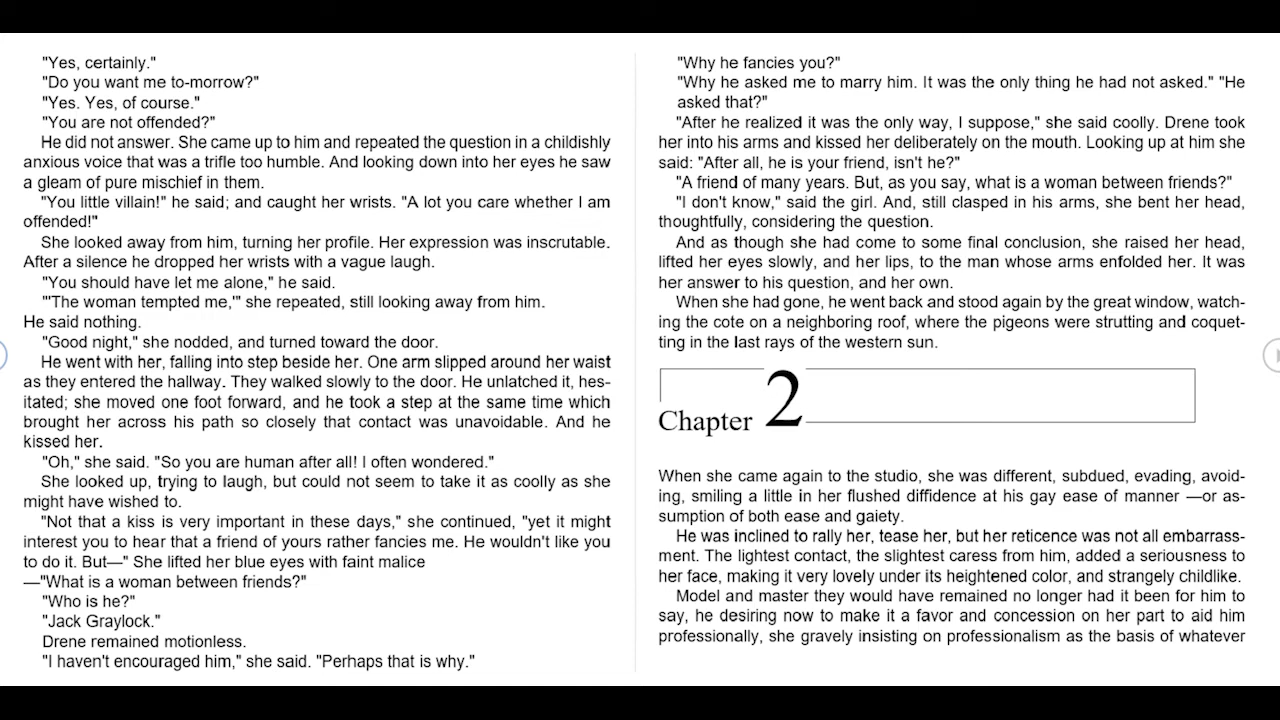 "Yes, certainly."
"Do you want me to-morrow?"
"Yes. Yes, of course."
"You are not offended?"
He did not answer. She came up to him and repeated the question in a childishly
anxious voice that was a trifle too humble. And looking down into her eyes he saw
a gleam of pure mischief in them.
"You little villain!" he said; and caught her wrists. "A lot you care whether I am
offended!"
She looked away from him, turning her profile. Her expression was inscrutable.
After a silence he dropped her wrists with a vague laugh.
"You should have let me alone," he said.
"'The woman tempted me,'" she repeated, still looking away from him.
He said nothing.
"Good night," she nodded, and turned toward the door.
He went with her, falling into step beside her. One arm slipped around her waist
as they entered the hallway. They walked slowly to the door. He unlatched it, hes-
itated; she moved one foot forward, and he took a step at the same time which
brought her across his path so closely that contact was unavoidable. And he
kissed her.
"Oh," she said. "So you are human after all! I often wondered."
She looked up, trying to laugh, but could not seem to take it as coolly as she
might have wished to.
"Not that a kiss is very important in these days," she continued, "yet it might
interest you to hear that a friend of yours rather fancies me. He wouldn't like you
to do it. But—" She lifted her blue eyes with faint malice
—"What is a woman between friends?"
"Who is he?"
"Jack Graylock."
Drene remained motionless.
"I haven't encouraged him," she said. "Perhaps that is why."
"Why he fancies you?"
"Why he asked me to marry him. It was the only thing he had not asked." "He
asked that?"
"After he realized it was the only way, I suppose," she said coolly. Drene took
her into his arms and kissed her deliberately on the mouth. Looking up at him she
said: "After all, he is your friend, isn't he?"
"A friend of many years. But, as you say, what is a woman between friends?"
"I don't know," said the girl. And, still clasped in his arms, she bent her head,
thoughtfully, considering the question.
And as though she had come to some final conclusion, she raised her head,
lifted her eyes slowly, and her lips, to the man whose arms enfolded her. It was
her answer to his question, and her own.
When she had gone, he went back and stood again by the great window, watch-
ing the cote on a neighboring roof, where the pigeons were strutting and coquet-
ting in the last rays of the western sun.
Chapter 2
When she came again to the studio, she was different, subdued, evading, avoid-
ing, smiling a little in her flushed diffidence at his gay ease of manner —or as-
sumption of both ease and gaiety.
He was inclined to rally her, tease her, but her reticence was not all embarrass-
ment. The lightest contact, the slightest caress from him, added a seriousness to
her face, making it very lovely under its heightened color, and strangely childlike.
Model and master they would have remained no longer had it been for him to
say, he desiring now to make it a favor and concession on her part to aid him
professionally, she gravely insisting on professionalism as the basis of whatever